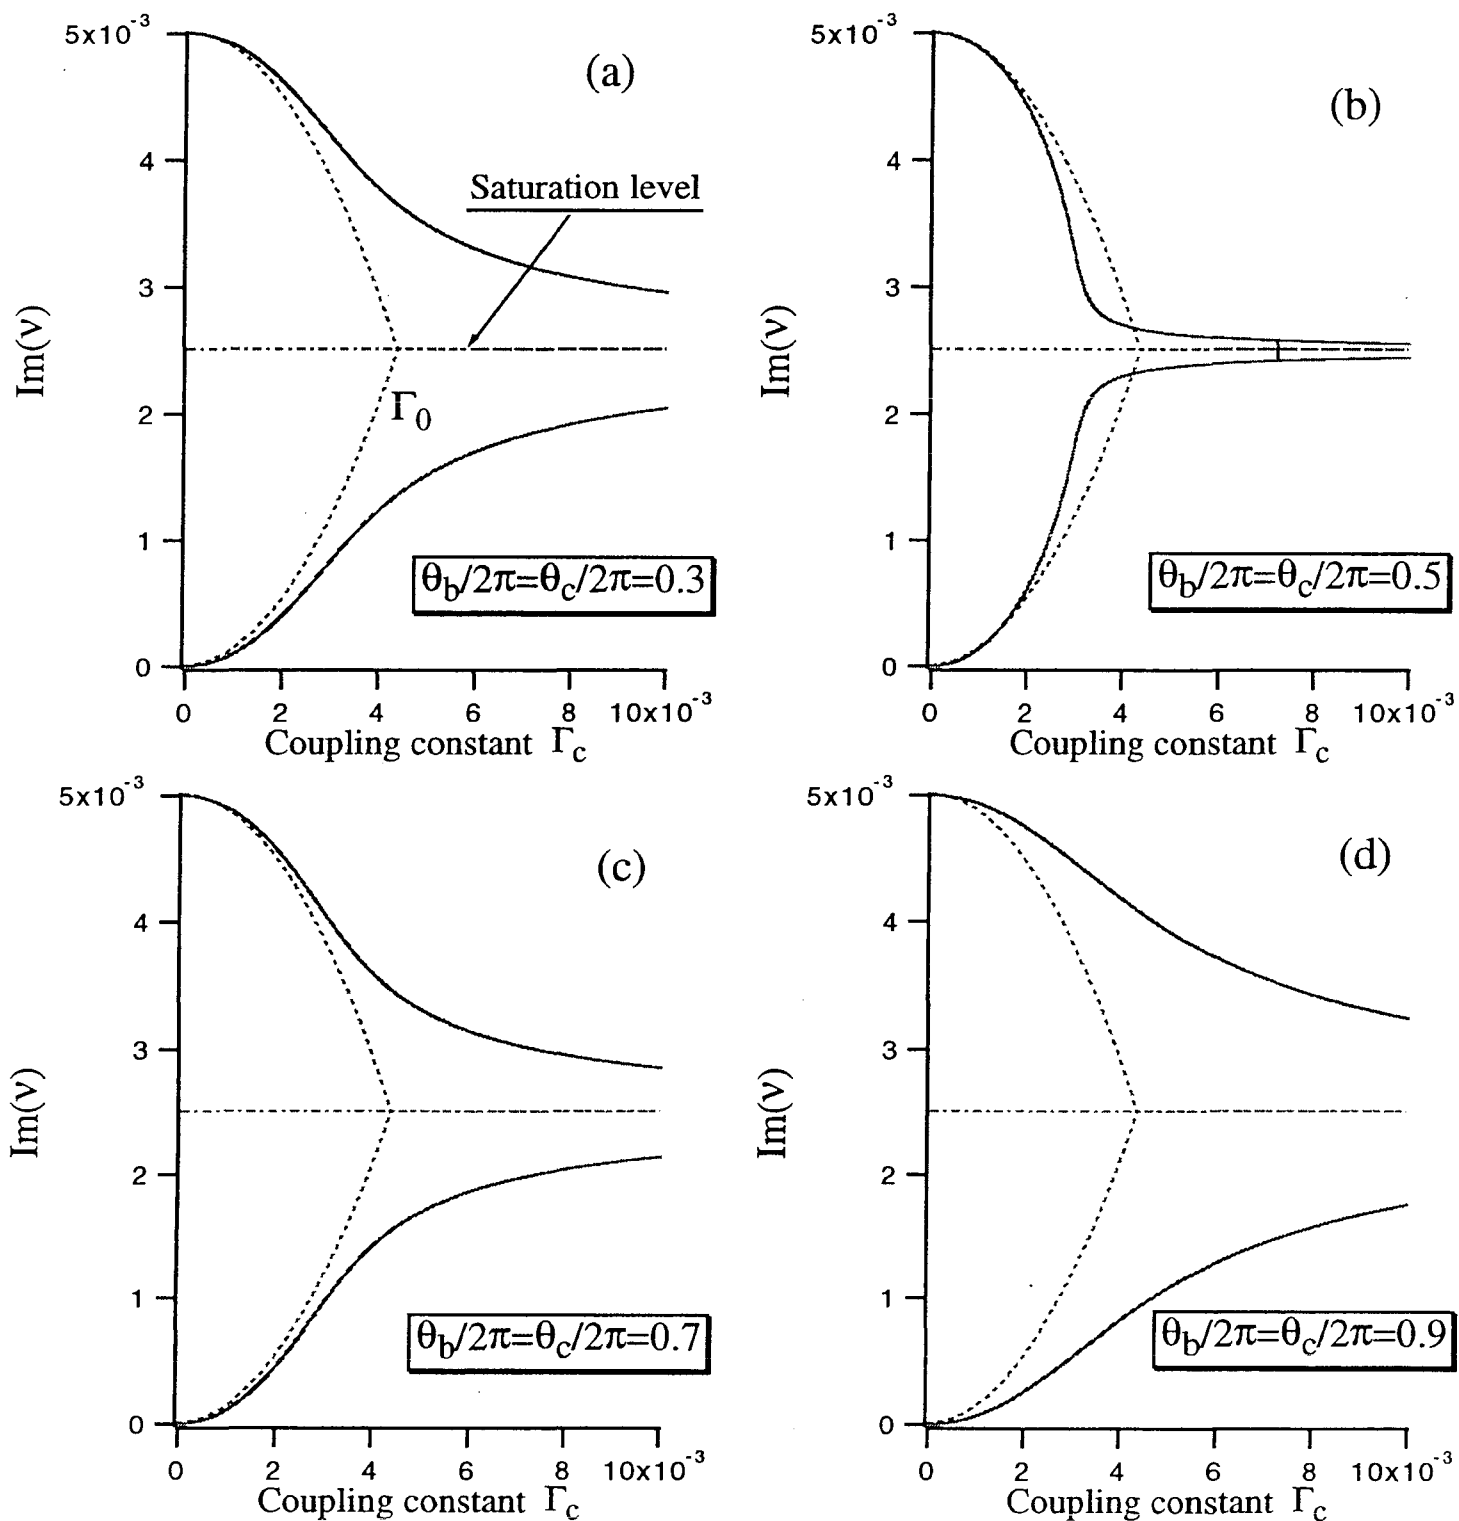 5x10⁻³
4
3
2
1
0
Im(ν)
(a)
Saturation level
Γ₀
θb/2π=θc/2π=0.3
0 2 4 6 8 10x10⁻³
Coupling constant Γc
5x10⁻³
4
3
2
1
0
Im(ν)
(b)
θb/2π=θc/2π=0.5
0 2 4 6 8 10x10⁻³
Coupling constant Γc
5x10⁻³
4
3
2
1
0
Im(ν)
(c)
θb/2π=θc/2π=0.7
0 2 4 6 8 10x10⁻³
Coupling constant Γc
5x10⁻³
4
3
2
1
0
Im(ν)
(d)
θb/2π=θc/2π=0.9
0 2 4 6 8 10x10⁻³
Coupling constant Γc